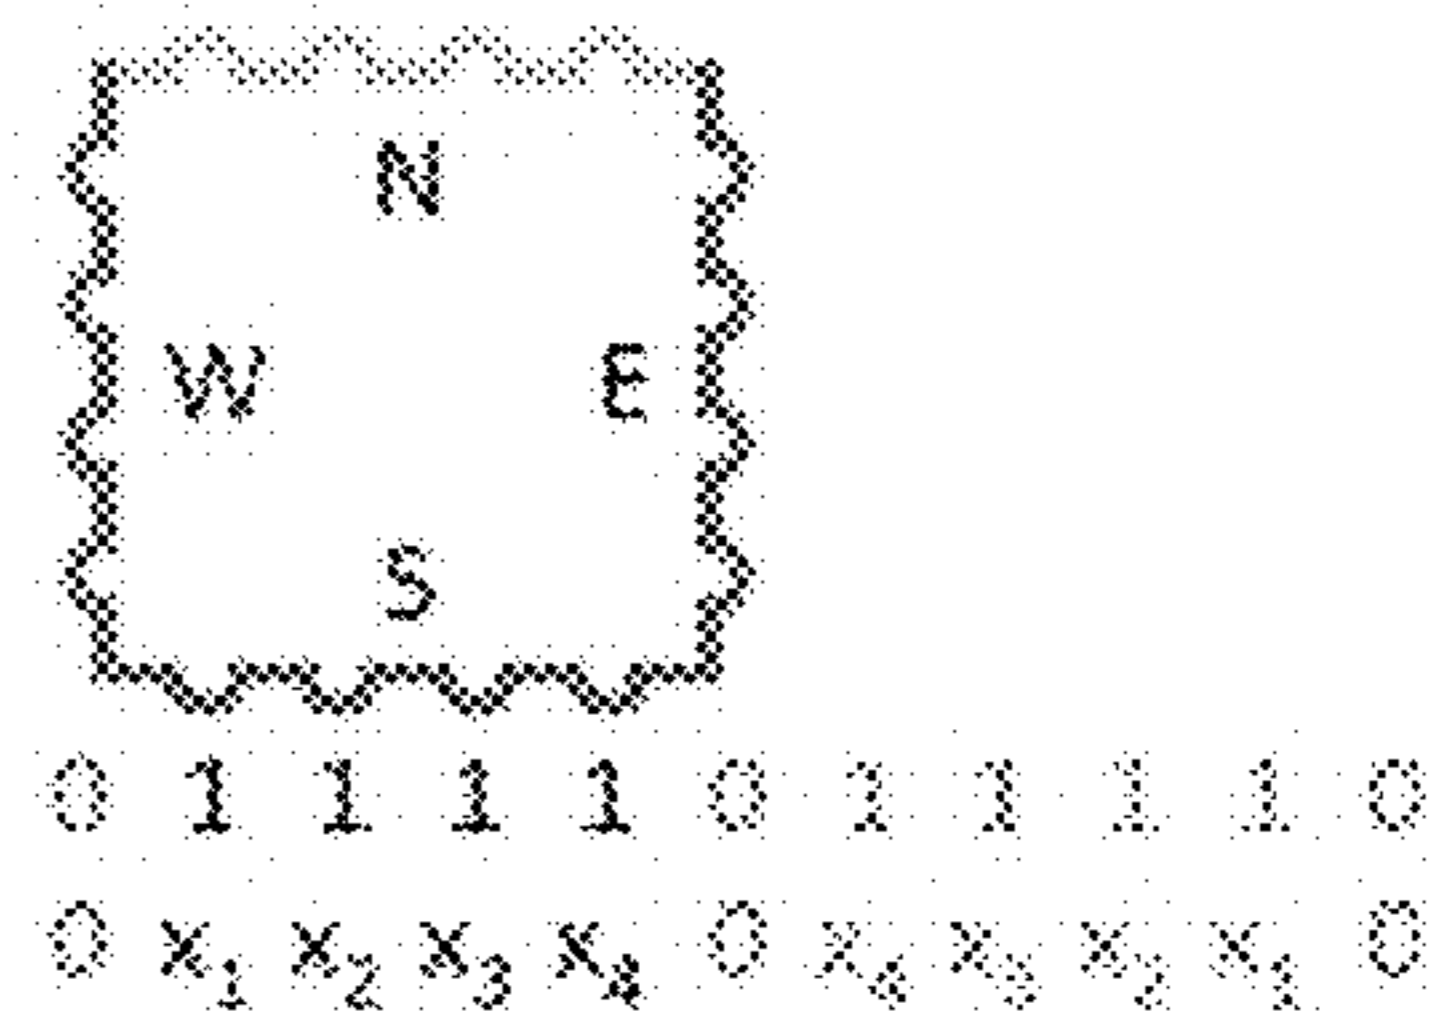 N
W E
S
0 1 1 1 1 0 1 1 1 1 0
0 x₁ x₂ x₃ x₄ 0 x₄ x₃ x₂ x₁ 0